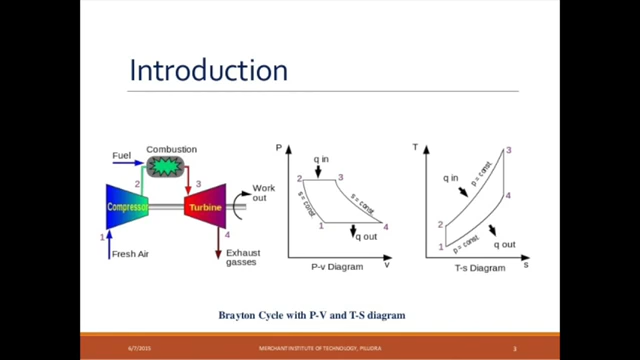 Introduction
Fuel
Combustion
2
3
Compressor
Turbine
Work
out
1
4
Fresh Air
Exhaust
gasses
P
q in
2
3
s = const.
s = const.
1
4
q out
v
P-v Diagram
T
3
q in
p = const.
4
2
1
p = const.
q out
s
T-s Diagram
Brayton Cycle with P-V and T-S diagram
6/7/2015
MERCHANT INSTITUTE OF TECHNOLOGY, PILUDRA
3